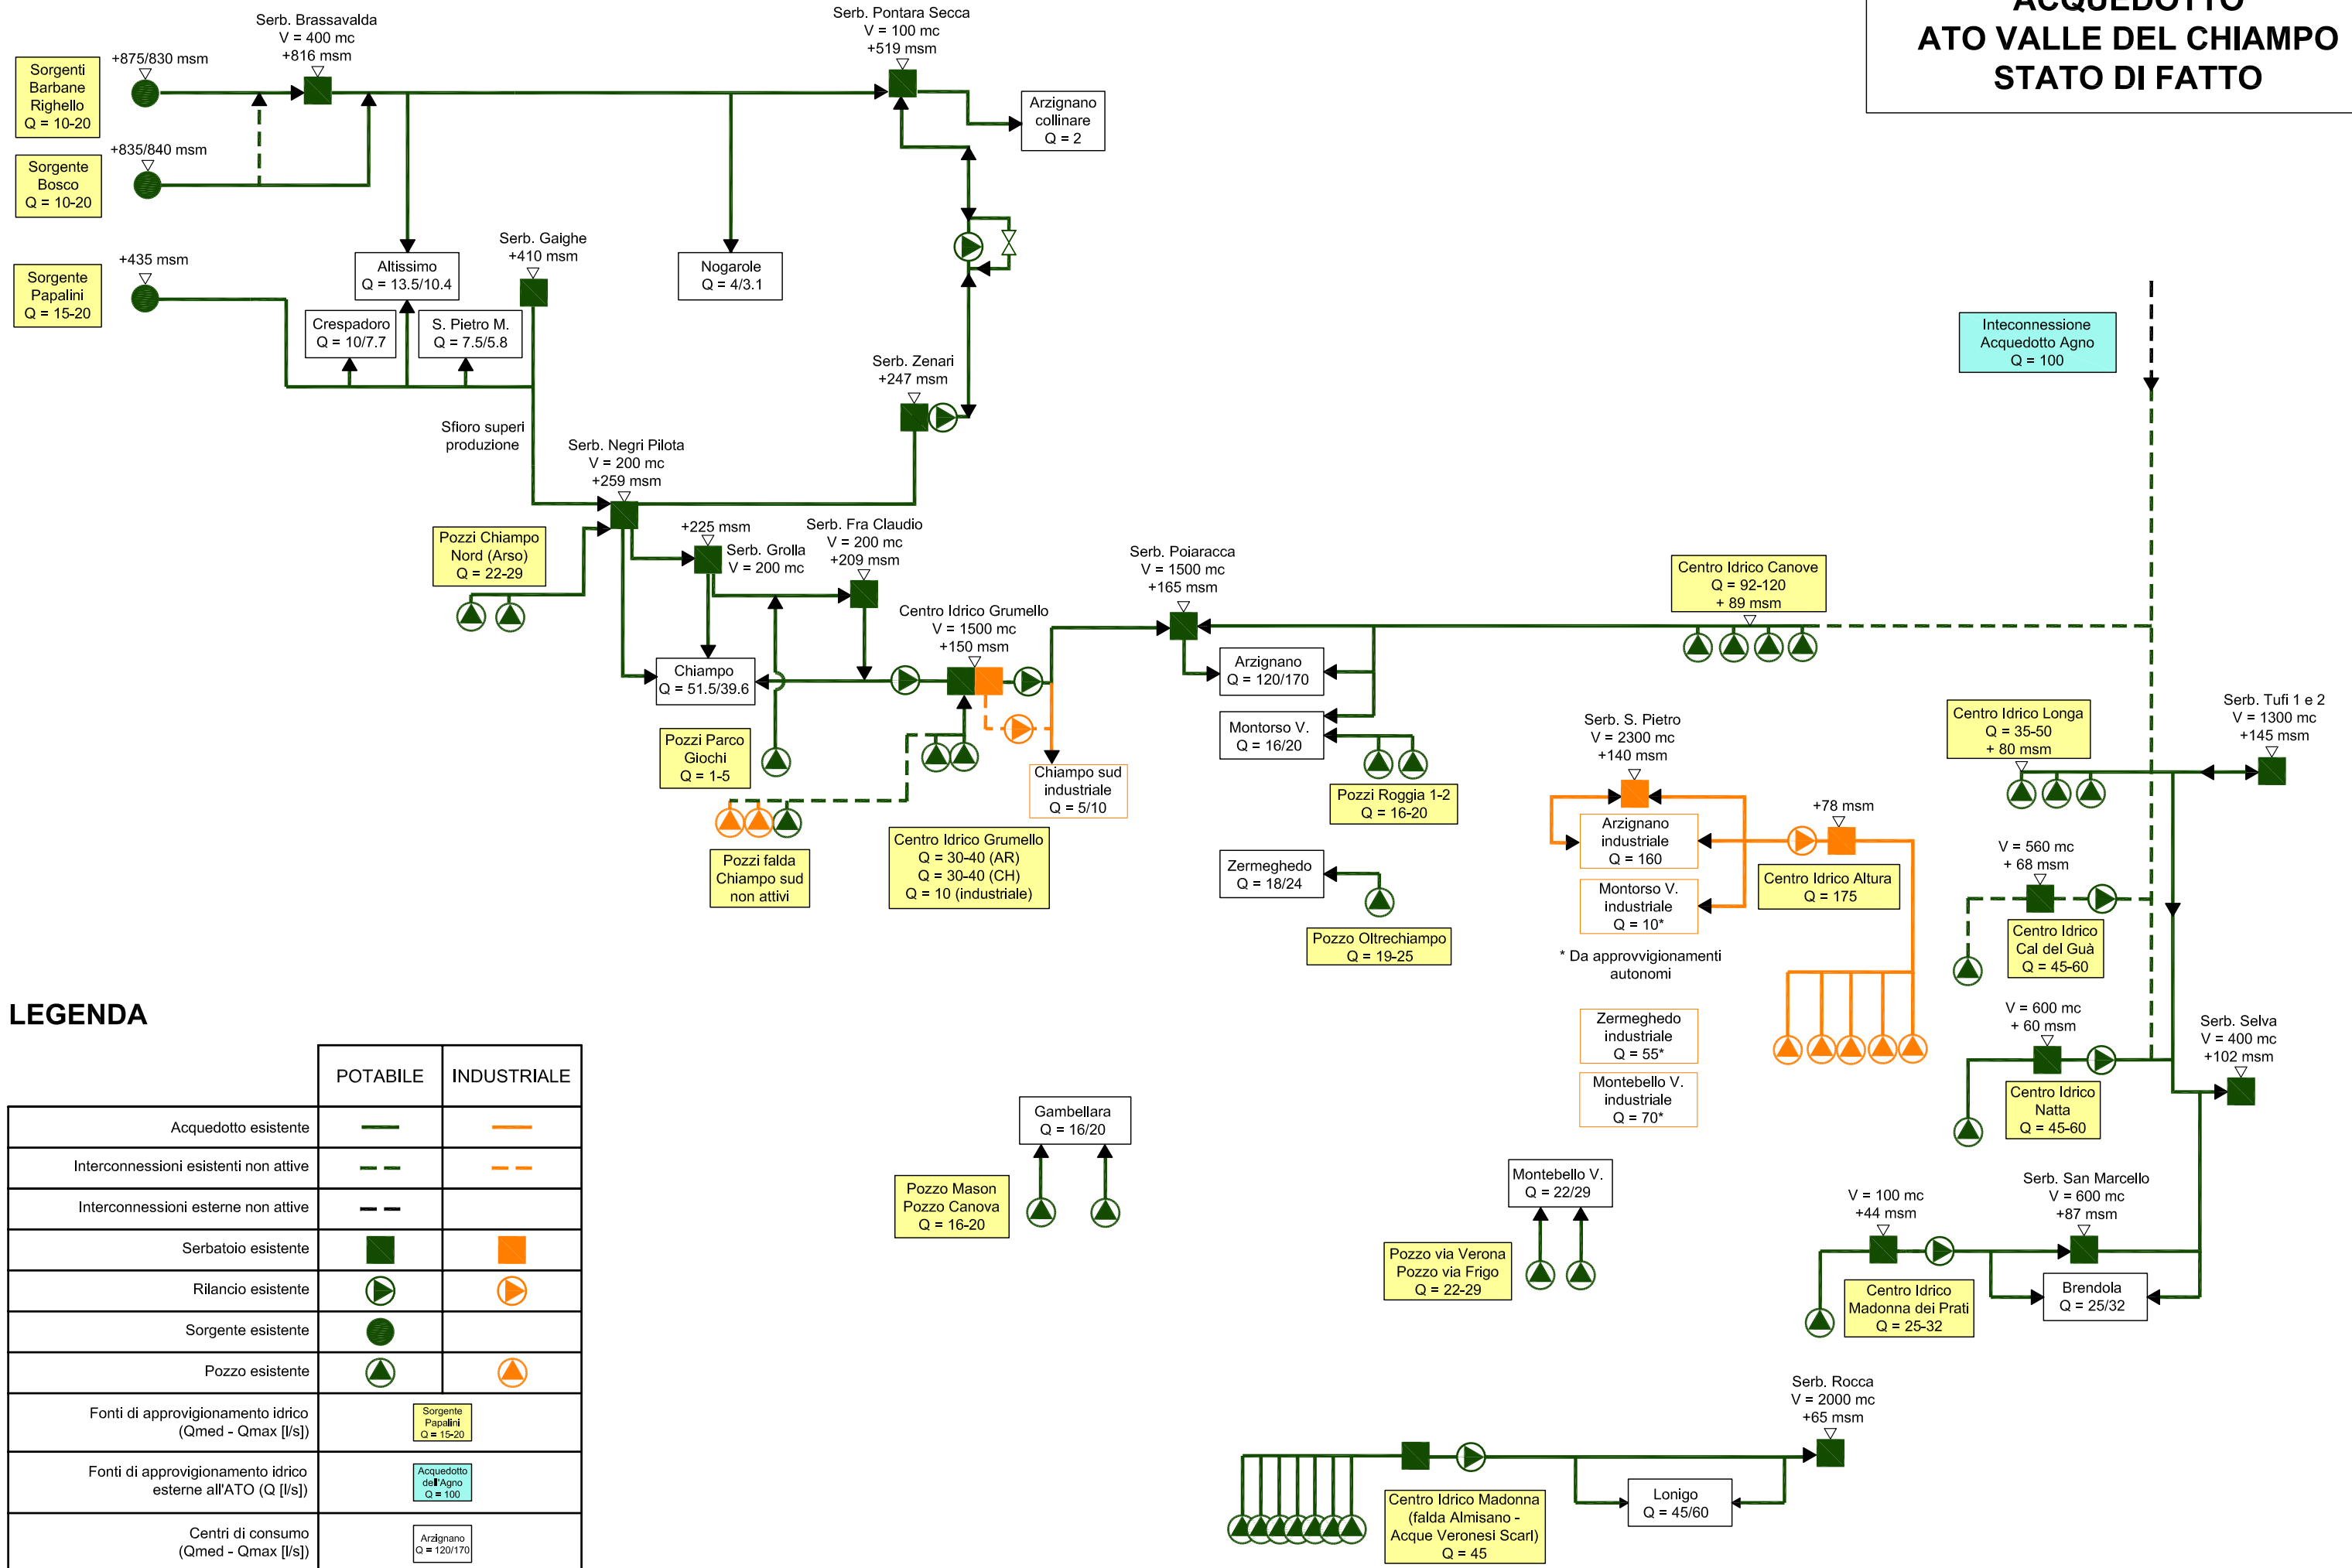 ACQUEDOTTO
ATO VALLE DEL CHIAMPO
STATO DI FATTO
Serb. Brassavalda
V = 400 mc
+816 msm
Serb. Pontara Secca
V = 100 mc
+519 msm
Sorgenti
Barbane
Righello
Q = 10-20
+875/830 msm
Arzignano
collinare
Q = 2
Sorgente
Bosco
Q = 10-20
+835/840 msm
Sorgente
Papalini
Q = 15-20
+435 msm
Altissimo
Q = 13.5/10.4
Serb. Gaighe
+410 msm
Nogarole
Q = 4/3.1
Crespadoro
Q = 10/7.7
S. Pietro M.
Q = 7.5/5.8
Inteconnessione
Acquedotto Agno
Q = 100
Serb. Zenari
+247 msm
Sfioro superi
produzione
Serb. Negri Pilota
V = 200 mc
+259 msm
Pozzi Chiampo
Nord (Arso)
Q = 22-29
+225 msm
Serb. Grolla
V = 200 mc
Serb. Fra Claudio
V = 200 mc
+209 msm
Serb. Poiaracca
V = 1500 mc
+165 msm
Centro Idrico Canove
Q = 92-120
+ 89 msm
Centro Idrico Grumello
V = 1500 mc
+150 msm
Chiampo
Q = 51.5/39.6
Arzignano
Q = 120/170
Montorso V.
Q = 16/20
Pozzi Parco
Giochi
Q = 1-5
Chiampo sud
industriale
Q = 5/10
Pozzi Roggia 1-2
Q = 16-20
Serb. S. Pietro
V = 2300 mc
+140 msm
Centro Idrico Longa
Q = 35-50
+ 80 msm
Serb. Tufi 1 e 2
V = 1300 mc
+145 msm
Pozzi falda
Chiampo sud
non attivi
Centro Idrico Grumello
Q = 30-40 (AR)
Q = 30-40 (CH)
Q = 10 (industriale)
Zermeghedo
Q = 18/24
Pozzo Oltrechiampo
Q = 19-25
Arzignano
industriale
Q = 160
+78 msm
Centro Idrico Altura
Q = 175
Montorso V.
industriale
Q = 10*
* Da approvvigionamenti
autonomi
V = 560 mc
+ 68 msm
Centro Idrico
Cal del Guà
Q = 45-60
Zermeghedo
industriale
Q = 55*
Montebello V.
industriale
Q = 70*
V = 600 mc
+ 60 msm
Centro Idrico
Natta
Q = 45-60
Serb. Selva
V = 400 mc
+102 msm
Gambellara
Q = 16/20
Pozzo Mason
Pozzo Canova
Q = 16-20
Montebello V.
Q = 22/29
Pozzo via Verona
Pozzo via Frigo
Q = 22-29
V = 100 mc
+44 msm
Serb. San Marcello
V = 600 mc
+87 msm
Centro Idrico
Madonna dei Prati
Q = 25-32
Brendola
Q = 25/32
Serb. Rocca
V = 2000 mc
+65 msm
Centro Idrico Madonna
(falda Almisano -
Acque Veronesi Scarl)
Q = 45
Lonigo
Q = 45/60
LEGENDA
POTABILE INDUSTRIALE
Acquedotto esistente
Interconnessioni esistenti non attive
Interconnessioni esterne non attive
Serbatoio esistente
Rilancio esistente
Sorgente esistente
Pozzo esistente
Fonti di approvigionamento idrico
(Qmed - Qmax [l/s])
Sorgente
Papalini
Q = 15-20
Fonti di approvigionamento idrico
esterne all'ATO (Q [l/s])
Acquedotto
dell'Agno
Q = 100
Centri di consumo
(Qmed - Qmax [l/s])
Arzignano
Q = 120/170